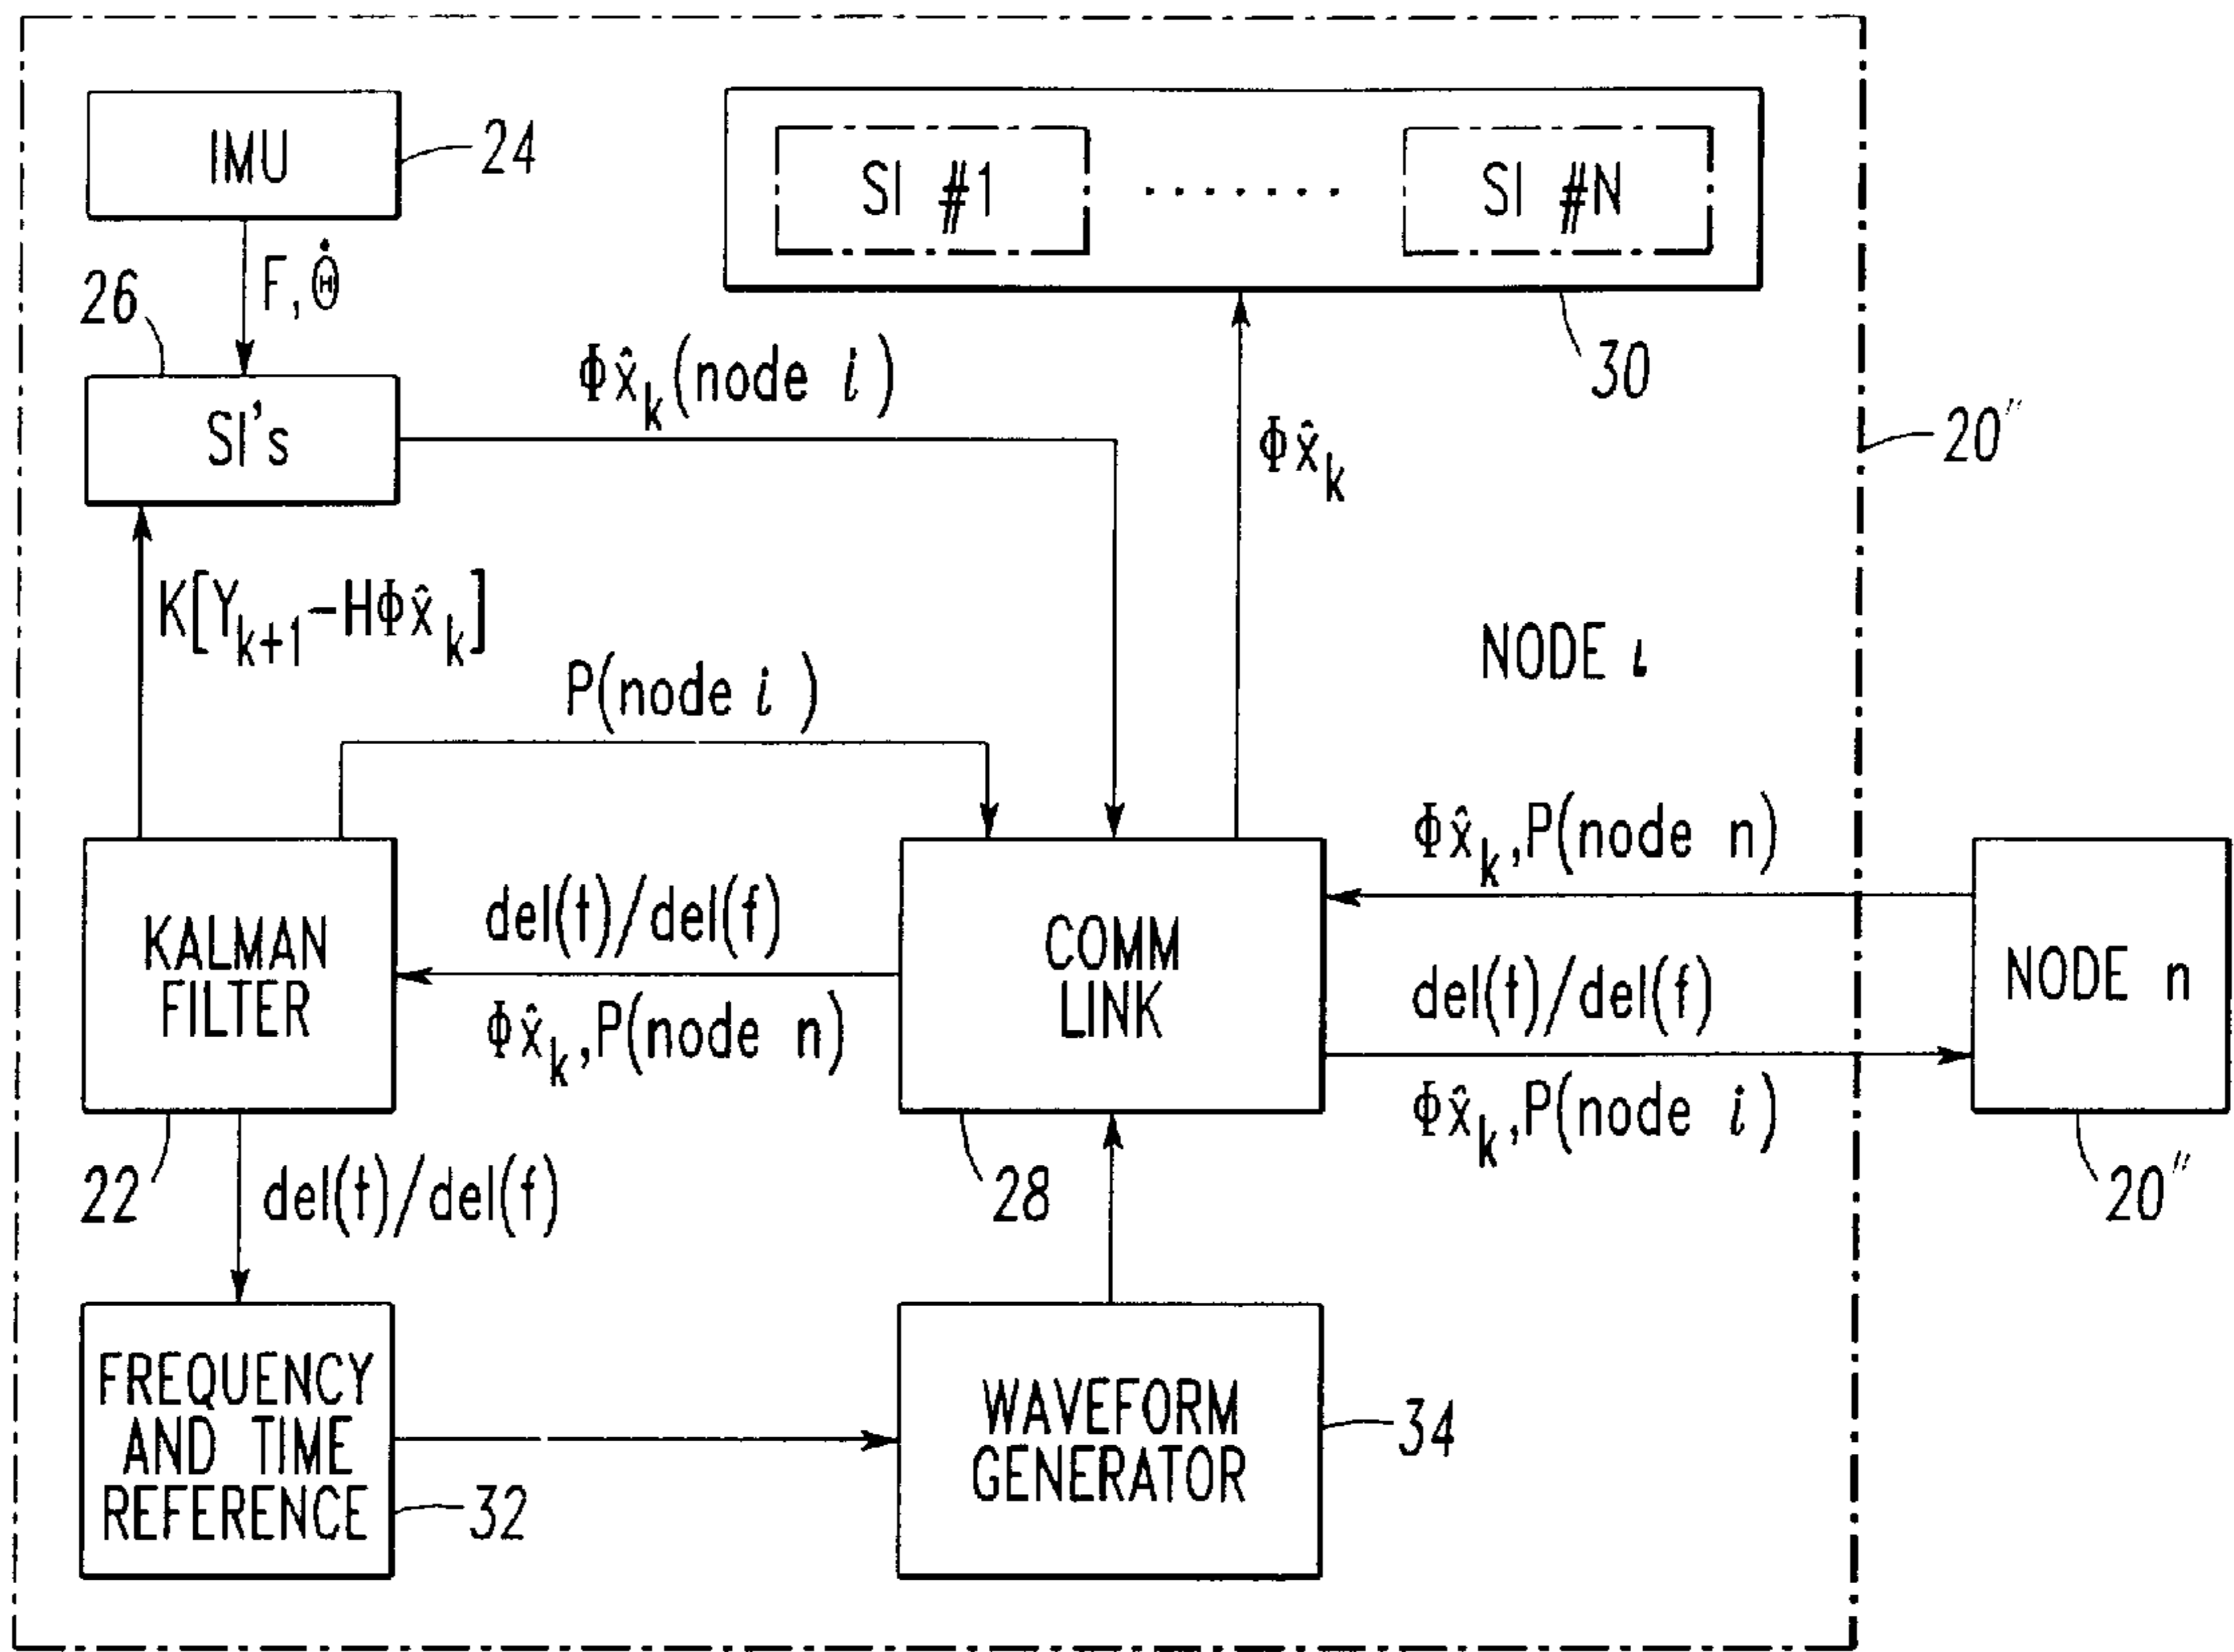 IMU
24
SI #1
.......
SI #N
F, Θ̇
26
30
Φx̂k(node i)
20"
SI's
Φx̂k
K[Yk+1-HΦx̂k]
NODE i
P(node i )
Φx̂k,P(node n)
del(t)/del(f)
KALMAN
FILTER
COMM
LINK
NODE n
del(t)/del(f)
Φx̂k,P(node n)
Φx̂k,P(node i)
22
del(t)/del(f)
28
20"
FREQUENCY
AND TIME
REFERENCE
WAVEFORM
GENERATOR
34
32